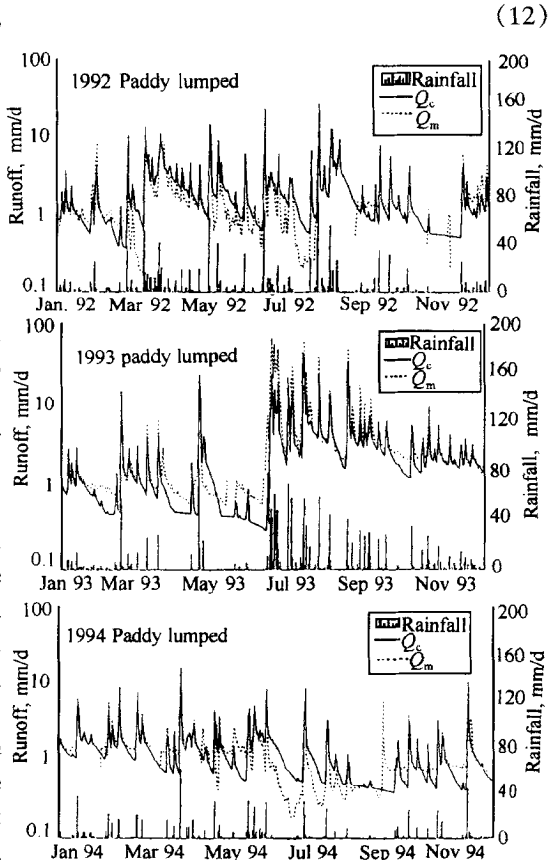 (12)
100
200
1992 Paddy lumped
Rainfall
Qc
Qm
160
10
120
80
1
40
0.1
0
Runoff, mm/d
Rainfall, mm/d
Jan. 92 Mar 92 May 92 Jul 92 Sep 92 Nov 92
100
200
1993 paddy lumped
Rainfall
Qc
Qm
160
10
120
80
1
40
0.1
0
Runoff, mm/d
Rainfall, mm/d
Jan 93 Mar 93 May 93 Jul 93 Sep 93 Nov 93
100
200
1994 Paddy lumped
Rainfall
Qc
Qm
150
10
120
80
1
40
0.1
0
Runoff, mm/d
Rainfall, mm/d
Jan 94 Mar 94 May 94 Jul 94 Sep 94 Nov 94